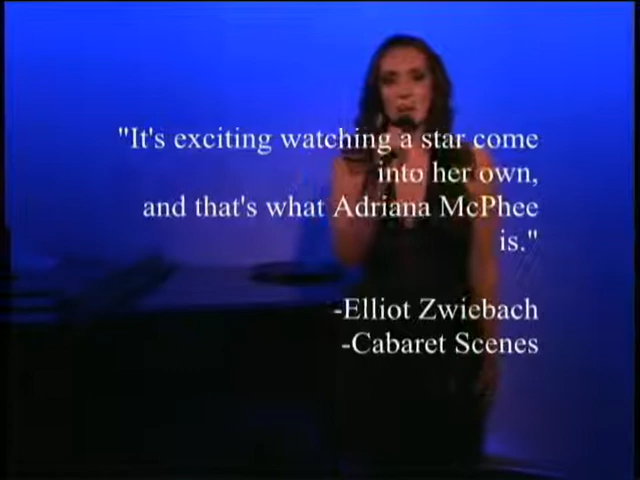 "It's exciting watching a star come
into her own,
and that's what Adriana McPhee
is."
-Elliot Zwiebach
-Cabaret Scenes